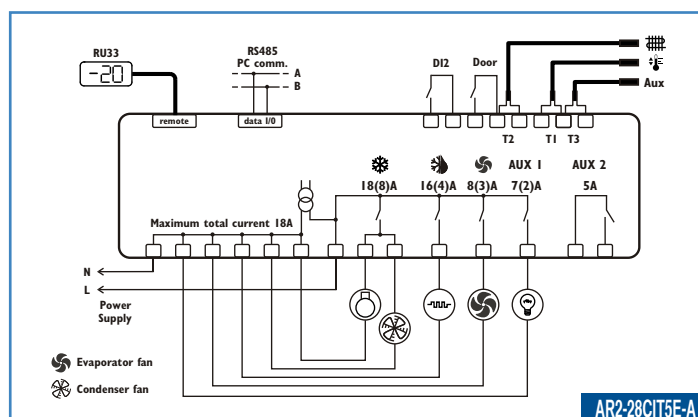 RU33
-20
RS485
PC comm.
A
B
DI2
Door
Aux
remote
data I/0
T2
T1
T3
AUX 1
AUX 2
18(8)A
16(4)A
8(3)A
7(2)A
5A
Maximum total current 18A
N
L
Power
Supply
Evaporator fan
Condenser fan
AR2-28CIT5E-A